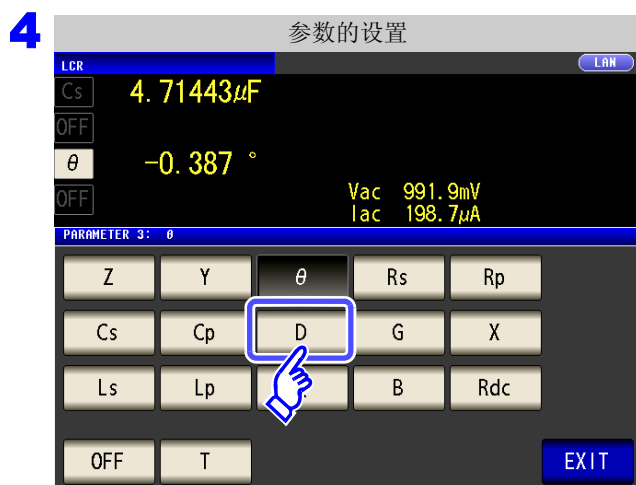 4
参数的设置
LCR LAN
Cs 4.71443μF
OFF
θ -0.387 °
OFF Vac 991.9mV
Iac 198.7μA
PARAMETER 3: θ
Z Y θ Rs Rp
Cs Cp D G X
Ls Lp B Rdc
OFF T EXIT